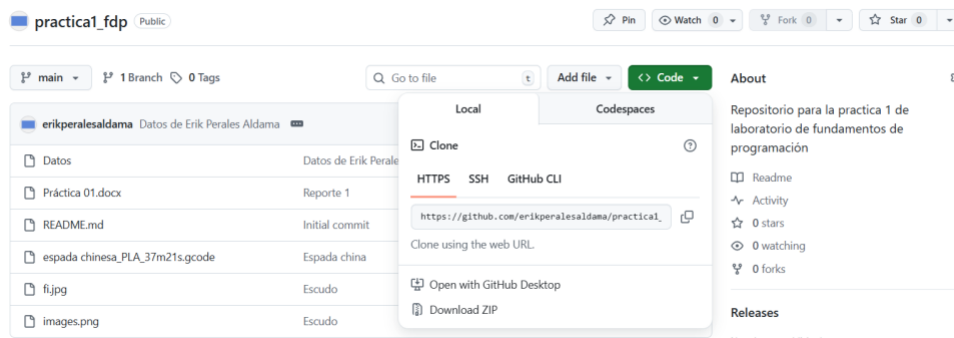 practica1_fdp Public
Pin Watch 0 Fork 0 Star 0
main 1 Branch 0 Tags Go to file t Add file Code
About
Local Codespaces
Repositorio para la practica 1 de
laboratorio de fundamentos de
programación
erikperalesaldama Datos de Erik Perales Aldama
Clone
Datos Datos de Erik Perale
HTTPS SSH GitHub CLI
Readme
Práctica 01.docx Reporte 1
Activity
https://github.com/erikperalesaldama/practica1_
README.md Initial commit
0 stars
Clone using the web URL.
0 watching
espada chinesa_PLA_37m21s.gcode Espada china
0 forks
fi.jpg Escudo
Open with GitHub Desktop
Download ZIP
Releases
images.png Escudo